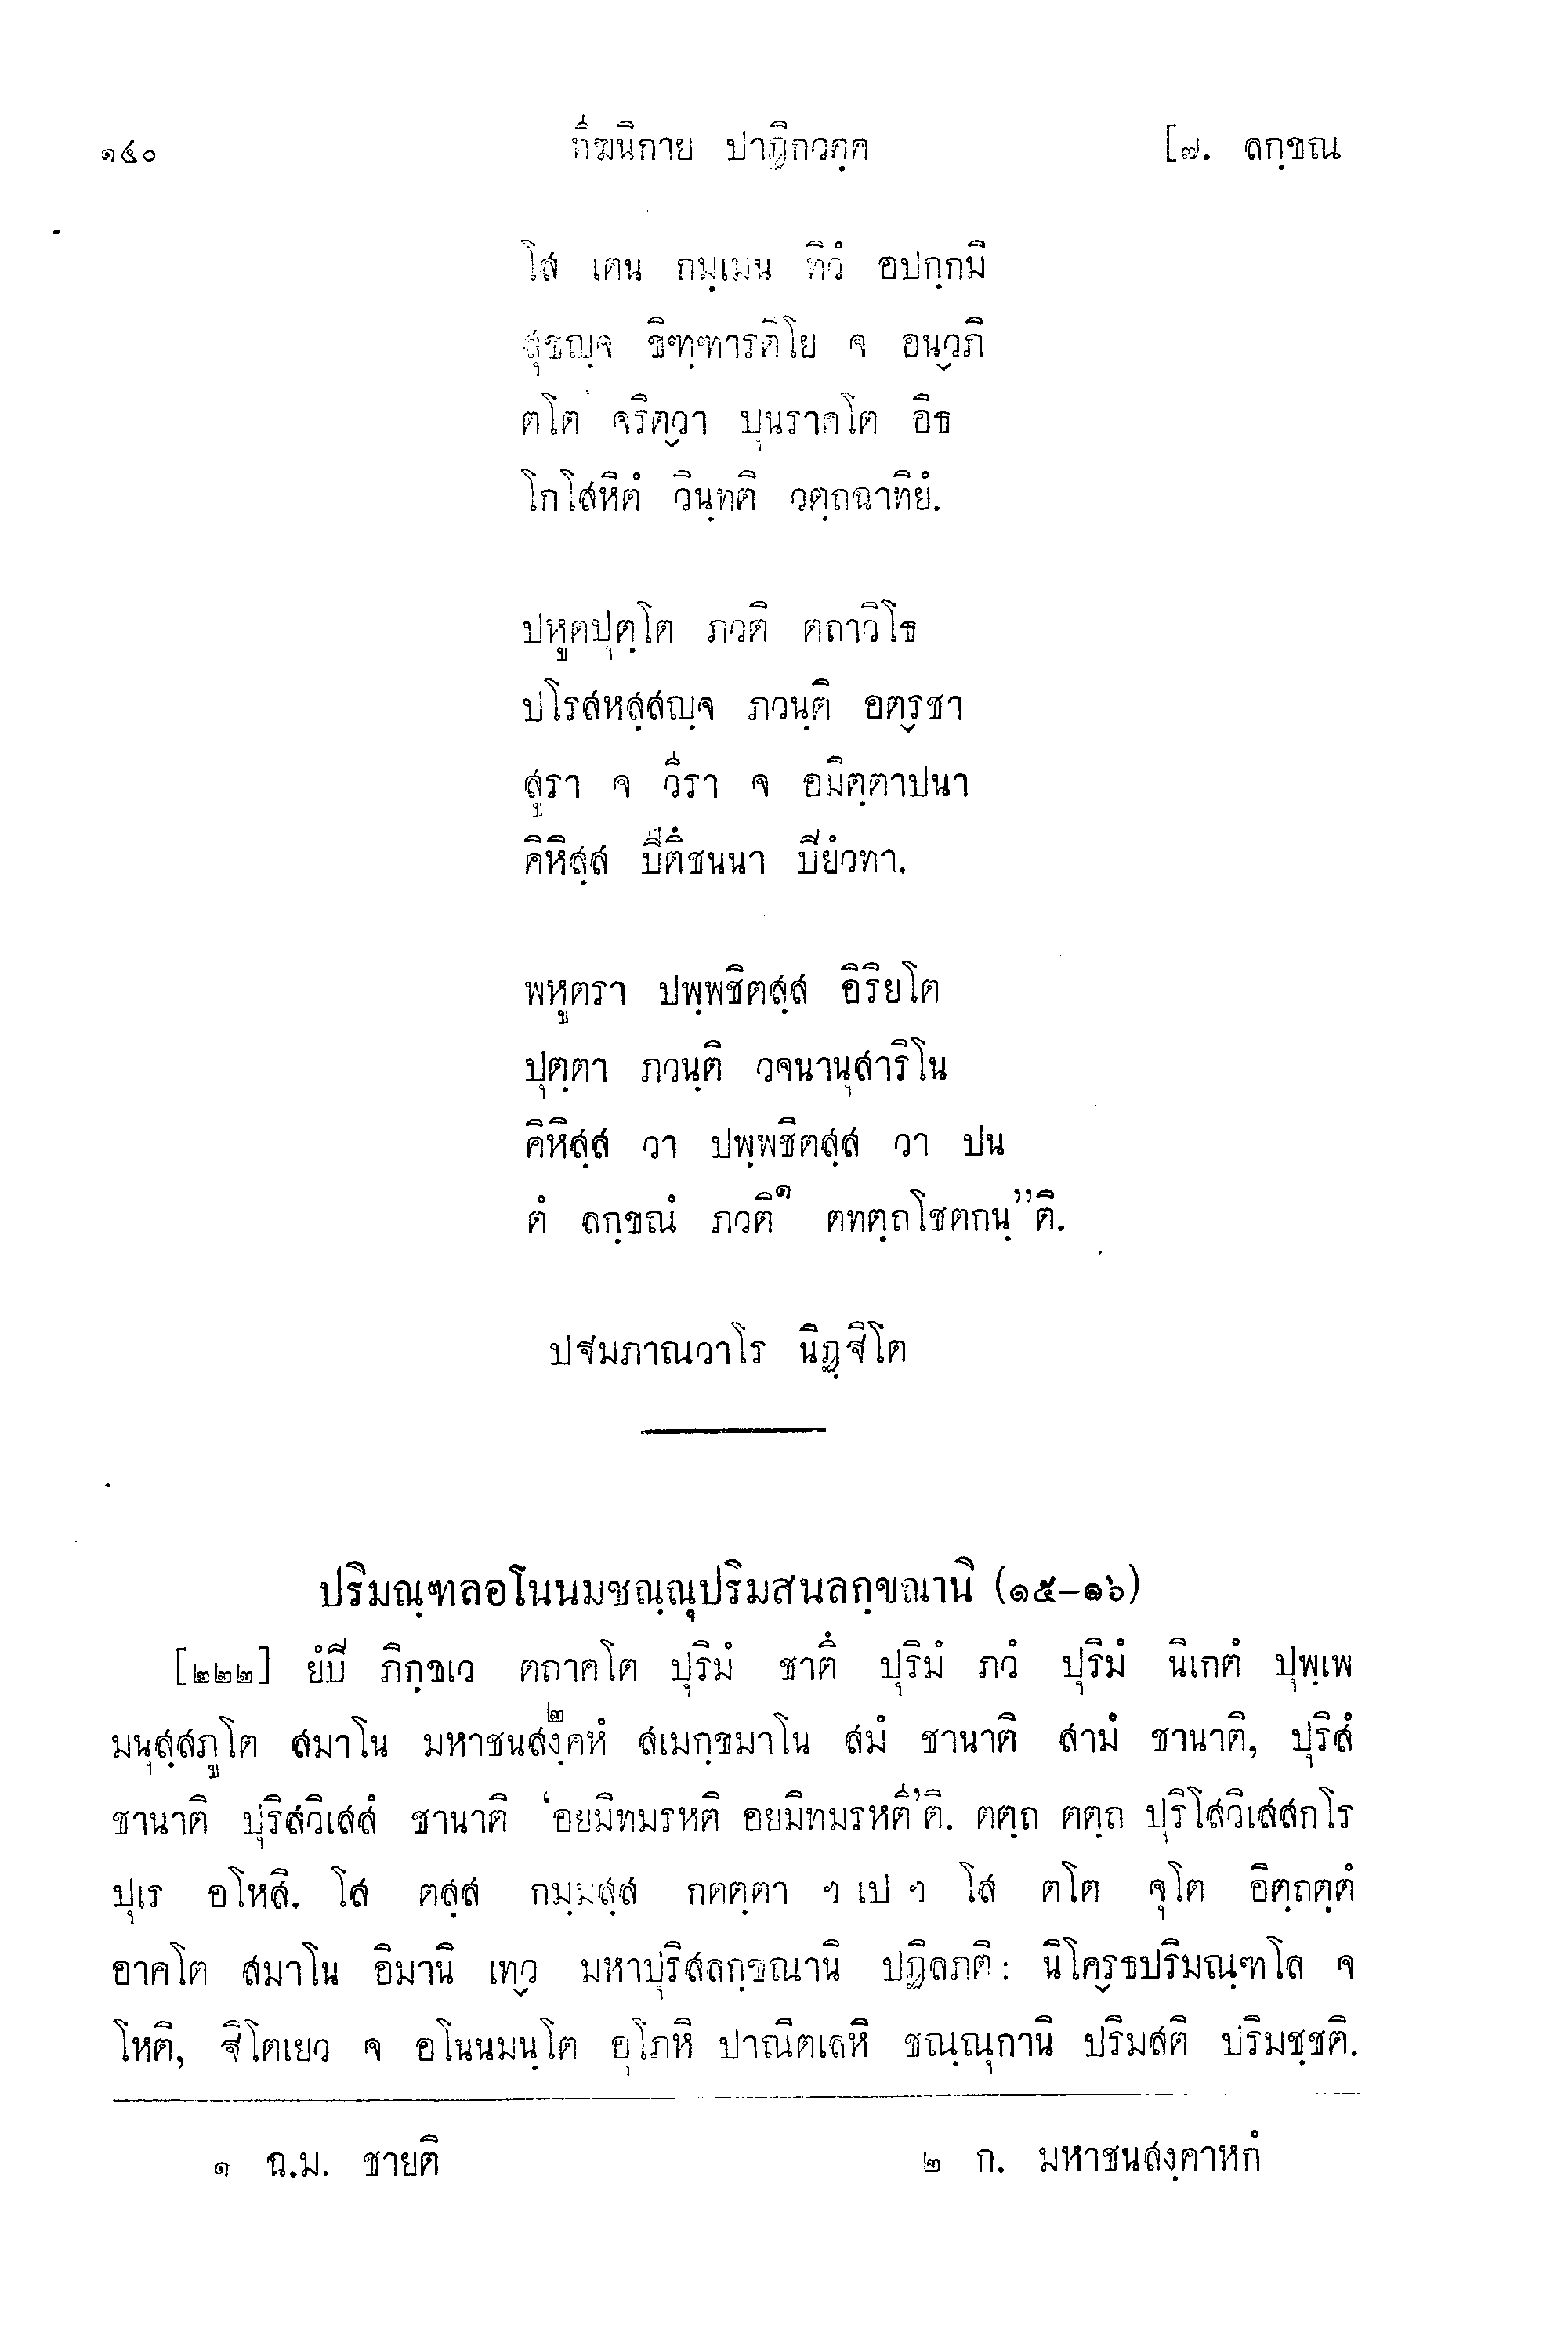 ๑๔๐ ทีฆนิกาย ปาฏิกวคฺค [๗. ลกฺขณ
โส เตน กมฺเมน ทิวํ อปกฺกมิ
สุขญฺจ ขิฑฺฑารติโย จ อนฺวภิ
ตโต จวิตฺวา ปุนราคโต อิธ
โกโสหิตํ วินฺทติ วตฺถฉาทิยํ.
ปหูตปุตฺโต ภวติ ตถาวิโธ
ปโรสหสฺสญฺจ ภวนฺติ อตฺรชา
สูรา จ วีรา จ อมิตฺตาปนา
คิหิสฺส ปีติํชนนา ปิยํวทา.
พหูตรา ปพฺพชิตสฺส อิริยโต
ปุตฺตา ภวนฺติ วจนานุสาริโน
คิหิสฺส วา ปพฺพชิตสฺส วา ปน
ตํ ลกฺขณํ ภวติ๑ ตทตฺถโชตกนฺ”ติ.
ปฐมภาณวาโร นิฏฺฐิโต
ปริมณฺฑลอโนนมชณฺณุปริมสนลกฺขณานิ (๑๕–๑๖)
[๒๒๒] ยํปิ ภิกฺขเว ตถาคโต ปุริมํ ชาติํ ปุริมํ ภวํ ปุริมํ นิเกตํ ปุพฺเพ
มนุสฺสภูโต สมาโน มหาชนสงฺคหํ๒ สเมกฺขมาโน สมํ ชานาติ สามํ ชานาติ, ปุริสํ
ชานาติ ปุริสวิเสสํ ชานาติ ‘อยมิทมรหติ อยมิทมรหตี’ติ. ตตฺถ ตตฺถ ปุริโสวิเสสกโร
ปุเร อโหสิ. โส ตสฺส กมฺมสฺส กตตฺตา ฯ เป ฯ โส ตโต จุโต อิตฺถตฺตํ
อาคโต สมาโน อิมานิ เทฺว มหาปุริสลกฺขณานิ ปฏิลภติ: นิโคฺรธปริมณฺฑโล จ
โหติ, ฐิโตเยว จ อโนนมนฺโต อุโภหิ ปาณิตเลหิ ชณฺณุกานิ ปริมสติ ปริมชฺชติ.
๑ ฉ.ม. ชายติ ๒ ก. มหาชนสงฺคาหกํ